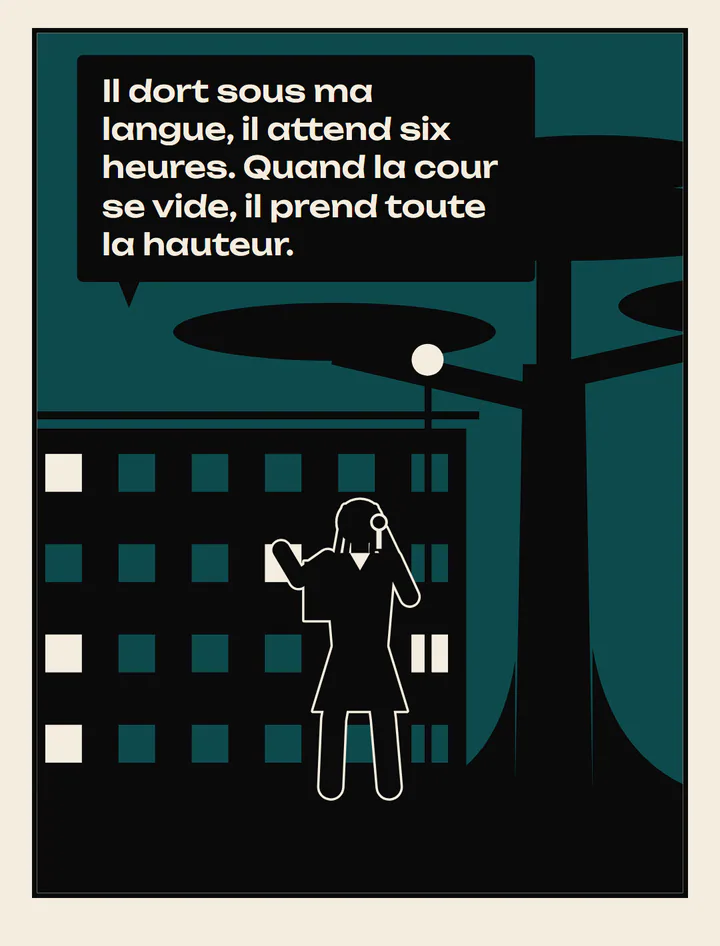 Il dort sous ma
langue, il attend six
heures. Quand la cour
se vide, il prend toute
la hauteur.